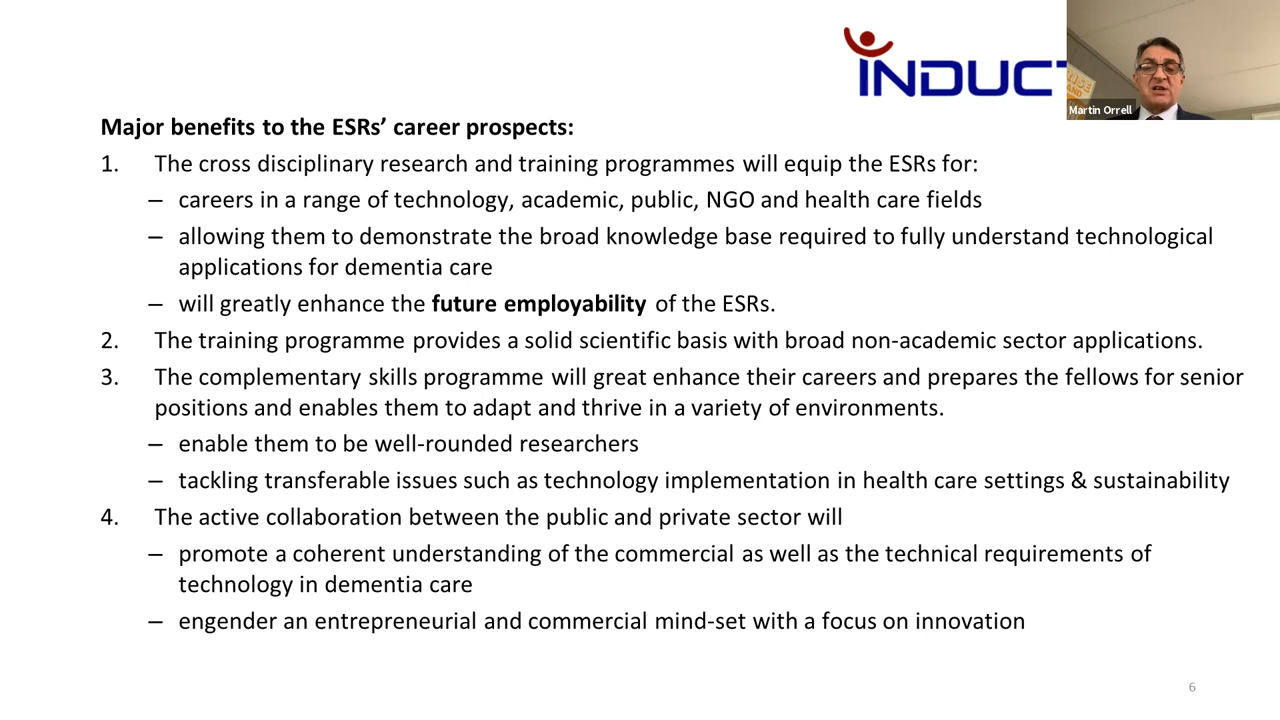 INDUCT
Martin Orrell
Major benefits to the ESRs’ career prospects:
1. The cross disciplinary research and training programmes will equip the ESRs for:
– careers in a range of technology, academic, public, NGO and health care fields
– allowing them to demonstrate the broad knowledge base required to fully understand technological
applications for dementia care
– will greatly enhance the future employability of the ESRs.
2. The training programme provides a solid scientific basis with broad non-academic sector applications.
3. The complementary skills programme will great enhance their careers and prepares the fellows for senior
positions and enables them to adapt and thrive in a variety of environments.
– enable them to be well-rounded researchers
– tackling transferable issues such as technology implementation in health care settings & sustainability
4. The active collaboration between the public and private sector will
– promote a coherent understanding of the commercial as well as the technical requirements of
technology in dementia care
– engender an entrepreneurial and commercial mind-set with a focus on innovation
6